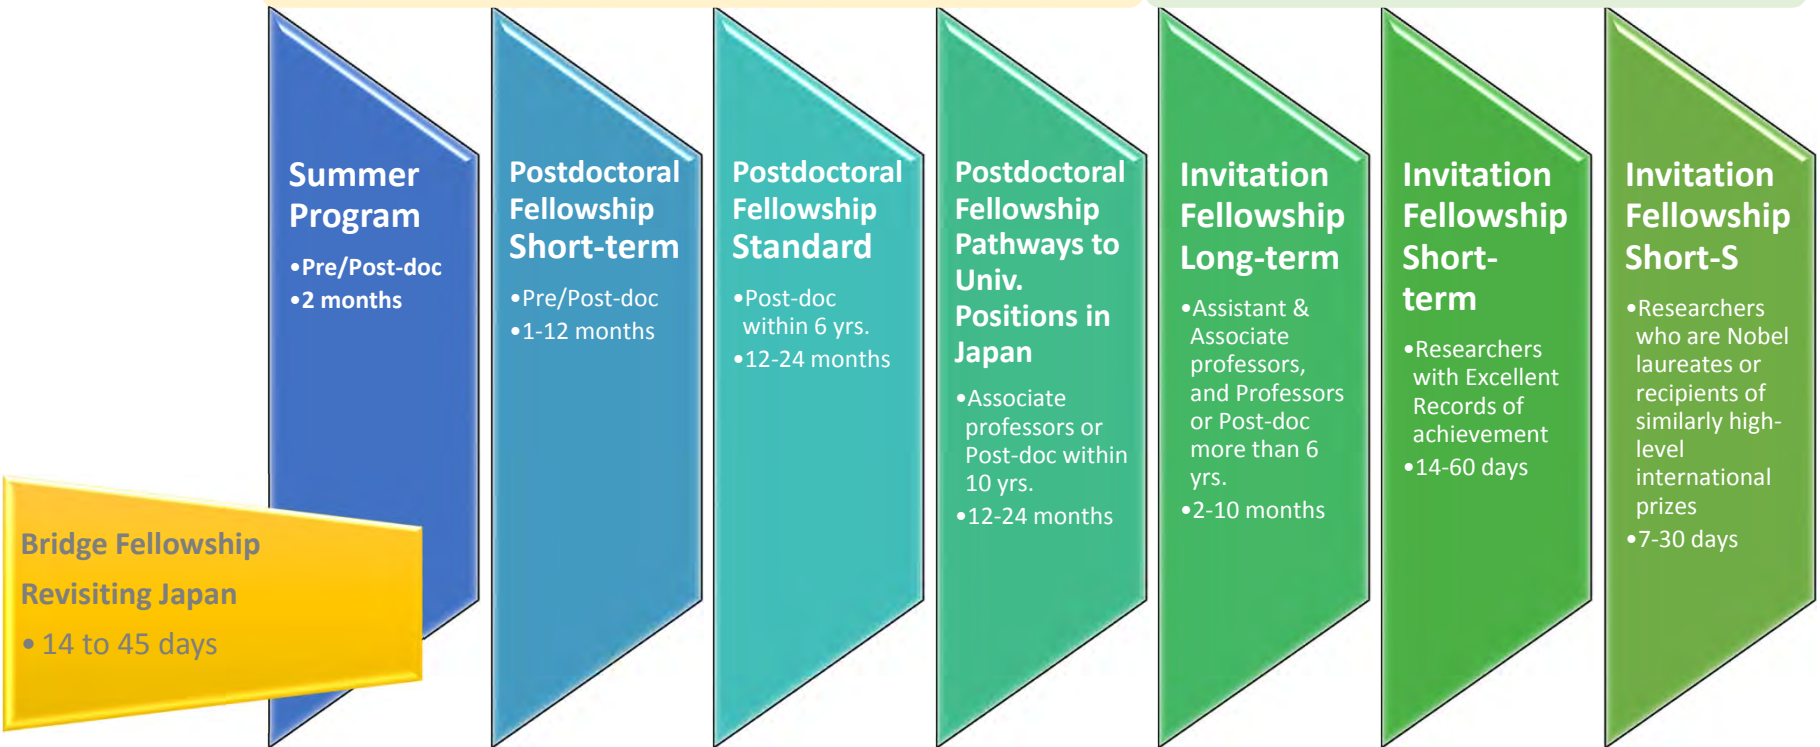 Summer
Program
•Pre/Post-doc
•2 months
Postdoctoral
Fellowship
Short-term
•Pre/Post-doc
•1-12 months
Postdoctoral
Fellowship
Standard
•Post-doc
within 6 yrs.
•12-24 months
Postdoctoral
Fellowship
Pathways to
Univ.
Positions in
Japan
•Associate
professors or
Post-doc within
10 yrs.
•12-24 months
Invitation
Fellowship
Long-term
•Assistant &
Associate
professors,
and Professors
or Post-doc
more than 6
yrs.
•2-10 months
Invitation
Fellowship
Short-
term
•Researchers
with Excellent
Records of
achievement
•14-60 days
Invitation
Fellowship
Short-S
•Researchers
who are Nobel
laureates or
recipients of
similarly high-
level
international
prizes
•7-30 days
Bridge Fellowship
Revisiting Japan
• 14 to 45 days